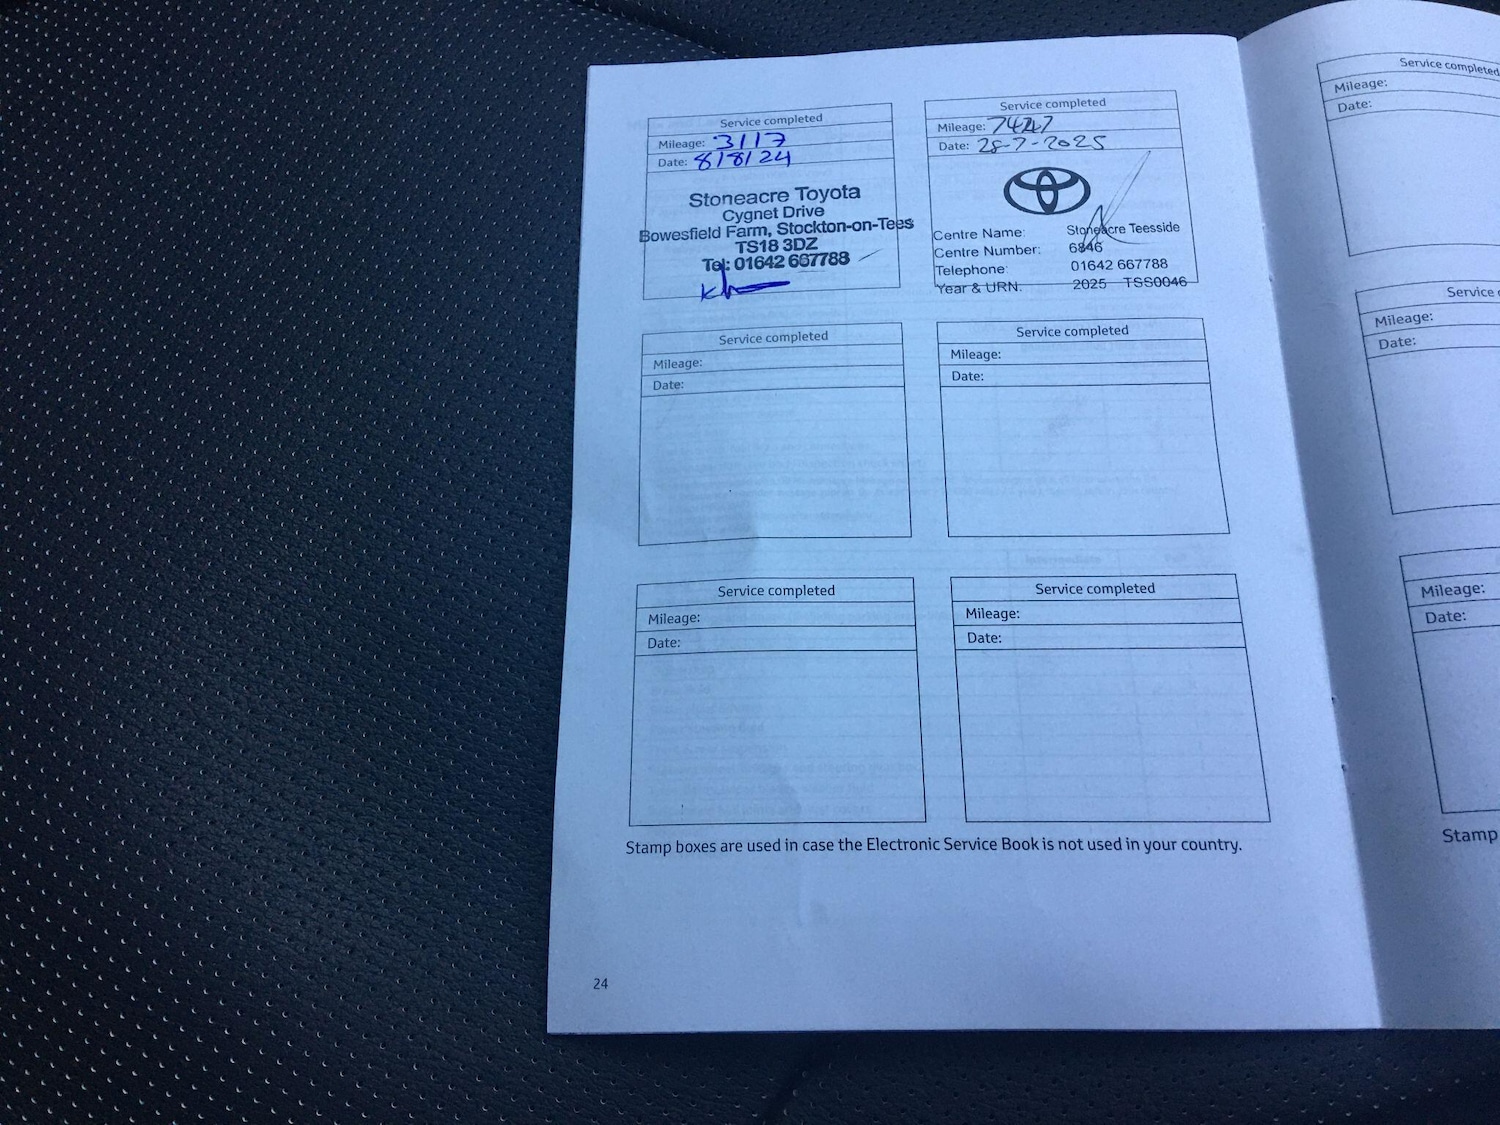 Service completed
Mileage: 3117
Date: 8/8/24
Stoneacre Toyota
Cygnet Drive
Bowesfield Farm, Stockton-on-Tees
TS18 3DZ
Tel: 01642 667788
Service completed
Mileage:
Date: 28-7-2025
Centre Name: Stoneacre Teesside
Centre Number: 6846
Telephone: 01642 667788
Year & URN: 2025 TSS0046
Service completed
Mileage:
Date:
Service completed
Mileage:
Date:
Service completed
Mileage:
Date:
Service completed
Mileage:
Date:
Stamp boxes are used in case the Electronic Service Book is not used in your country.
24
Service completed
Mileage:
Date:
Service
Mileage:
Date:
Mileage:
Date:
Stamp